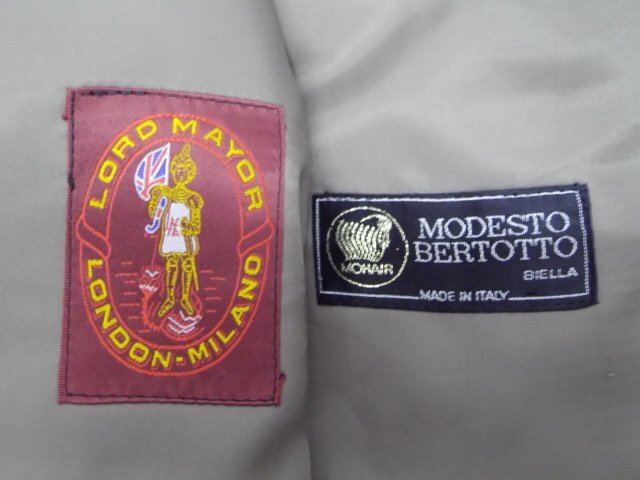 LORD MAYOR
LONDON-MILANO
MOHAIR
MODESTO
BERTOTTO
BIELLA
MADE IN ITALY